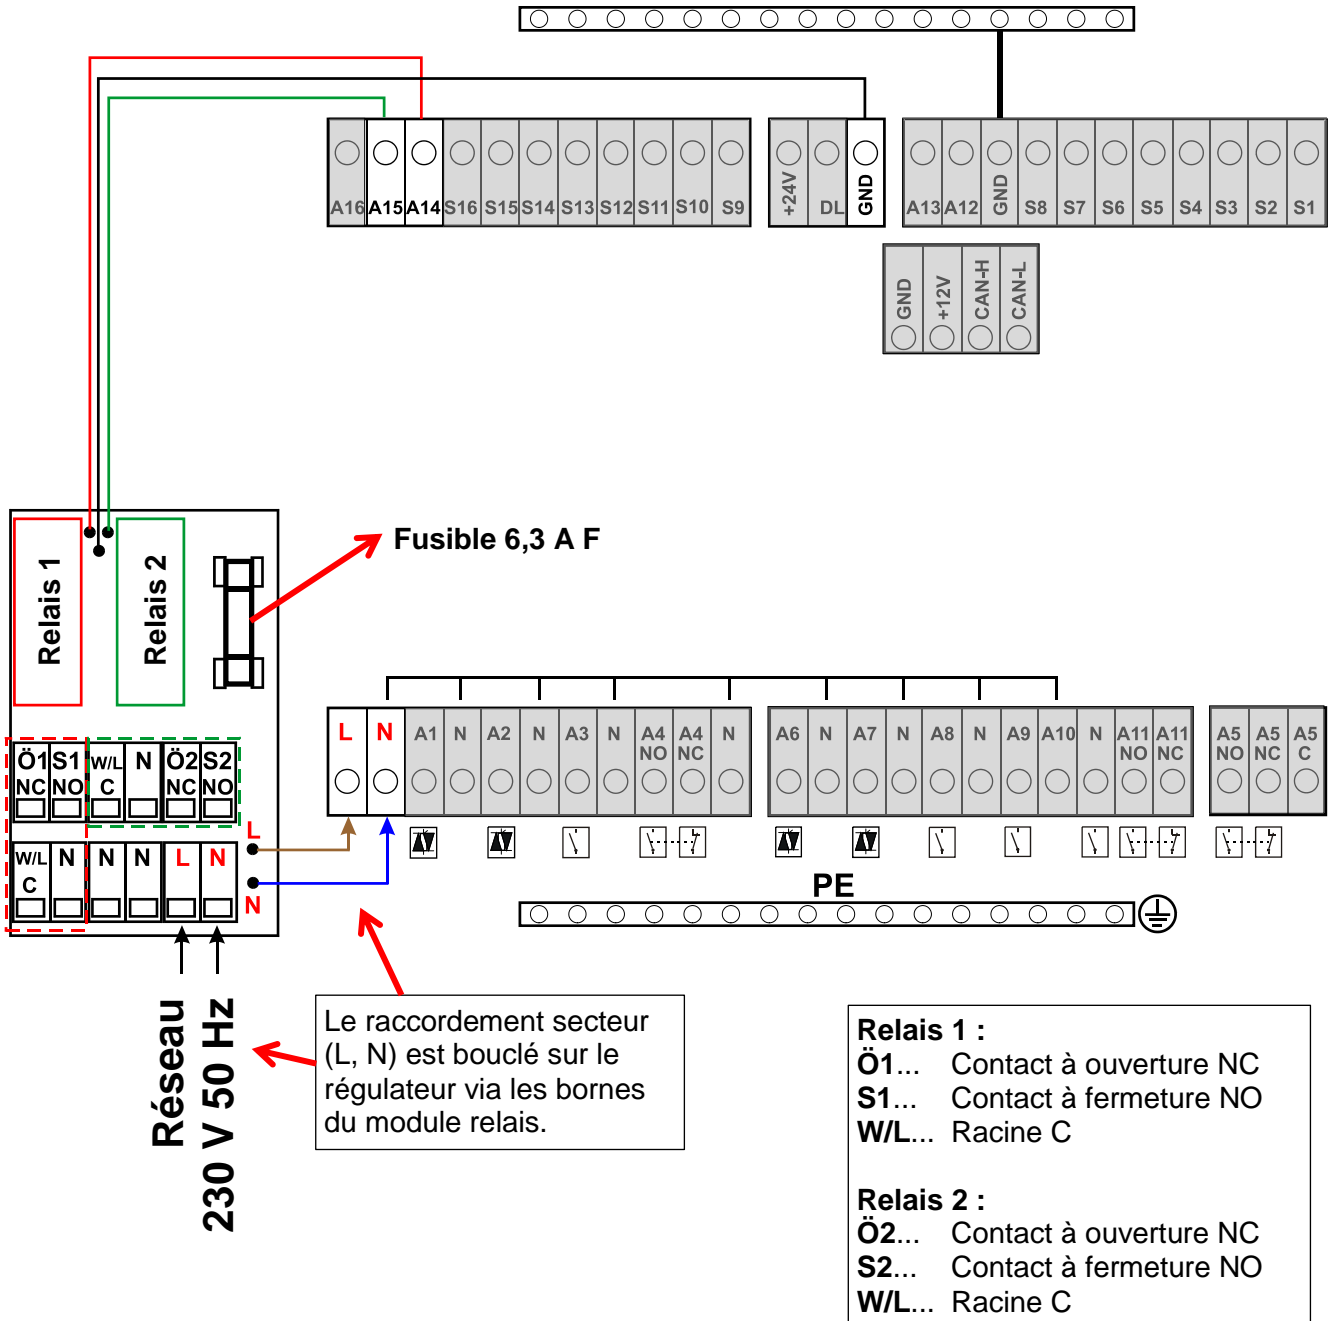 A16 A15 A14 S16 S15 S14 S13 S12 S11 S10 S9
+24V DL GND
A13 A12 GND S8 S7 S6 S5 S4 S3 S2 S1
GND +12V CAN-H CAN-L
Relais 1
Relais 2
Fusible 6,3 A F
L N A1 N A2 N A3 N A4 NO A4 NC N
A6 A7 N A8 N A9 A10 N A11 NO A11 NC
A5 NO A5 NC A5 C
Ö1 NC S1 NO W/L C N Ö2 NC S2 NO
L
W/L C N N N L N
N
PE
Réseau
230 V 50 Hz
Le raccordement secteur
(L, N) est bouclé sur le
régulateur via les bornes
du module relais.
Relais 1 :
Ö1... Contact à ouverture NC
S1... Contact à fermeture NO
W/L... Racine C
Relais 2 :
Ö2... Contact à ouverture NC
S2... Contact à fermeture NO
W/L... Racine C